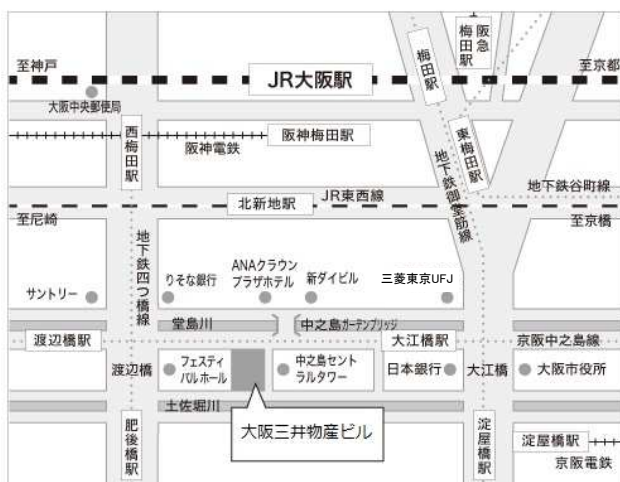 阪急
梅田駅
梅田駅
至神戸
JR大阪駅
至京都
大阪中央郵便局
西梅田駅
阪神梅田駅
阪神電鉄
東梅田駅
地下鉄御堂筋線
地下鉄谷町線
JR東西線
北新地駅
至尼崎
至京橋
地下鉄四つ橋線
サントリー
りそな銀行
ANAクラウン
プラザホテル
新ダイビル
三菱東京UFJ
堂島川
中之島ガーデンブリッジ
渡辺橋駅
大江橋駅
京阪中之島線
渡辺橋
フェスティ
バルホール
中之島セント
ラルタワー
日本銀行
大江橋
大阪市役所
土佐堀川
大阪三井物産ビル
肥後橋駅
淀屋橋駅
淀屋橋駅
京阪電鉄